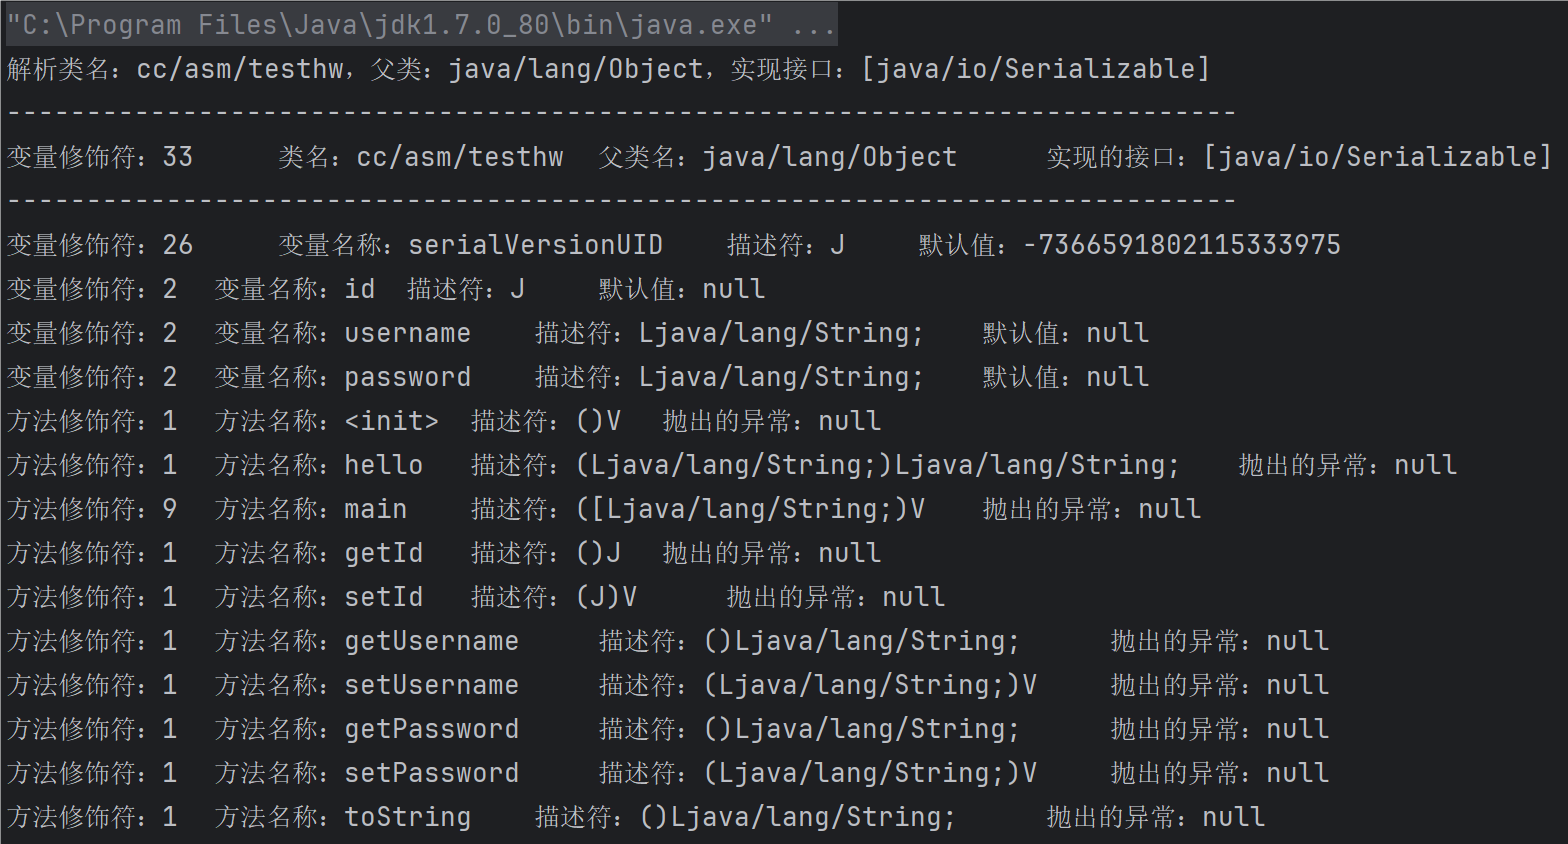 "C:\Program Files\Java\jdk1.7.0_80\bin\java.exe" ...
解析类名：cc/asm/testhw，父类：java/lang/Object，实现接口：[java/io/Serializable]
-----------------------------------------------------------------------------
变量修饰符：33	 类名：cc/asm/testhw	 父类名：java/lang/Object	 实现的接口：[java/io/Serializable]
-----------------------------------------------------------------------------
变量修饰符：26	 变量名称：serialVersionUID	 描述符：J	 默认值：-7366591802115333975
变量修饰符：2	 变量名称：id	 描述符：J	 默认值：null
变量修饰符：2	 变量名称：username	 描述符：Ljava/lang/String;	 默认值：null
变量修饰符：2	 变量名称：password	 描述符：Ljava/lang/String;	 默认值：null
方法修饰符：1	 方法名称：<init>	 描述符：()V	 抛出的异常：null
方法修饰符：1	 方法名称：hello	 描述符：(Ljava/lang/String;)Ljava/lang/String;	 抛出的异常：null
方法修饰符：9	 方法名称：main	 描述符：([Ljava/lang/String;)V	 抛出的异常：null
方法修饰符：1	 方法名称：getId	 描述符：()J	 抛出的异常：null
方法修饰符：1	 方法名称：setId	 描述符：(J)V	 抛出的异常：null
方法修饰符：1	 方法名称：getUsername	 描述符：()Ljava/lang/String;	 抛出的异常：null
方法修饰符：1	 方法名称：setUsername	 描述符：(Ljava/lang/String;)V	 抛出的异常：null
方法修饰符：1	 方法名称：getPassword	 描述符：()Ljava/lang/String;	 抛出的异常：null
方法修饰符：1	 方法名称：setPassword	 描述符：(Ljava/lang/String;)V	 抛出的异常：null
方法修饰符：1	 方法名称：toString	 描述符：()Ljava/lang/String;	 抛出的异常：null